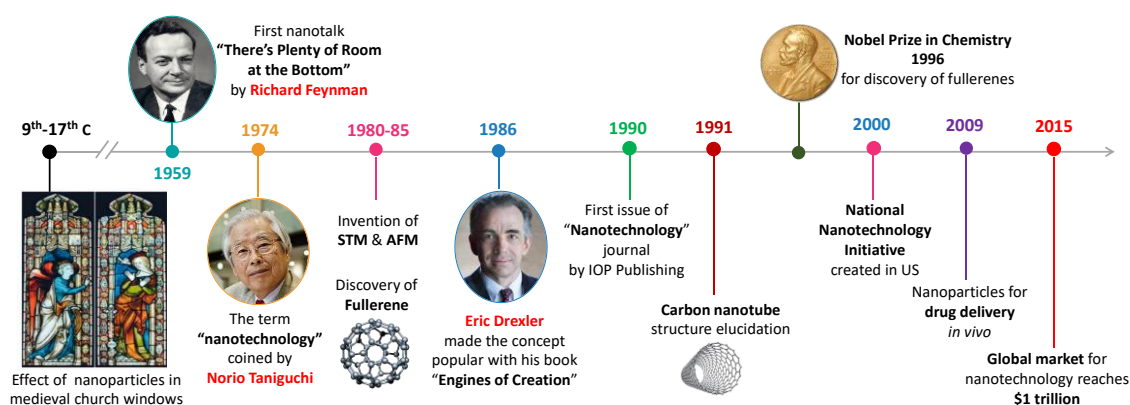 9th-17th C
Effect of nanoparticles in
medieval church windows
First nanotalk
“There’s Plenty of Room
at the Bottom”
by Richard Feynman
1959
1974
The term
“nanotechnology”
coined by
Norio Taniguchi
1980-85
Invention of
STM & AFM
Discovery of
Fullerene
1986
Eric Drexler
made the concept
popular with his book
“Engines of Creation”
1990
First issue of
“Nanotechnology”
journal
by IOP Publishing
1991
Carbon nanotube
structure elucidation
Nobel Prize in Chemistry
1996
for discovery of fullerenes
2000
National
Nanotechnology
Initiative
created in US
2009
Nanoparticles for
drug delivery
in vivo
2015
Global market for
nanotechnology reaches
$1 trillion